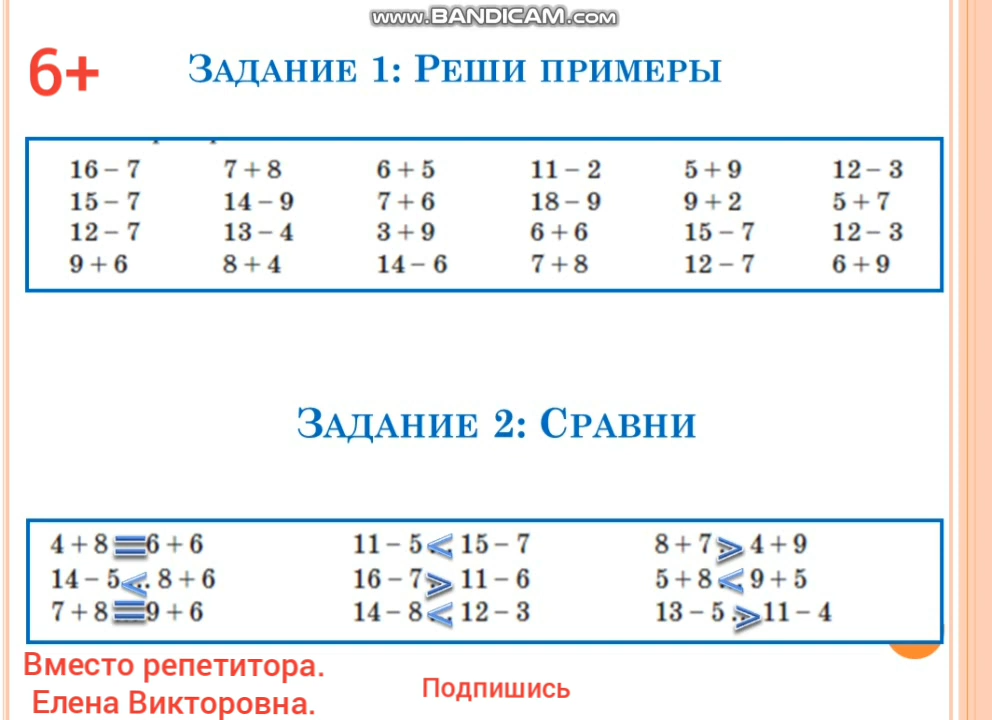 www.BANDICAM.com
6+
ЗАДАНИЕ 1: РЕШИ ПРИМЕРЫ
16 – 7 7 + 8 6 + 5 11 – 2 5 + 9 12 – 3
15 – 7 14 – 9 7 + 6 18 – 9 9 + 2 5 + 7
12 – 7 13 – 4 3 + 9 6 + 6 15 – 7 12 – 3
9 + 6 8 + 4 14 – 6 7 + 8 12 – 7 6 + 9
ЗАДАНИЕ 2: СРАВНИ
4 + 8 = 6 + 6 11 – 5 < 15 – 7 8 + 7 > 4 + 9
14 – 5 < 8 + 6 16 – 7 > 11 – 6 5 + 8 < 9 + 5
7 + 8 = 9 + 6 14 – 8 < 12 – 3 13 – 5 > 11 – 4
Вместо репетитора.
Елена Викторовна.
Подпишись